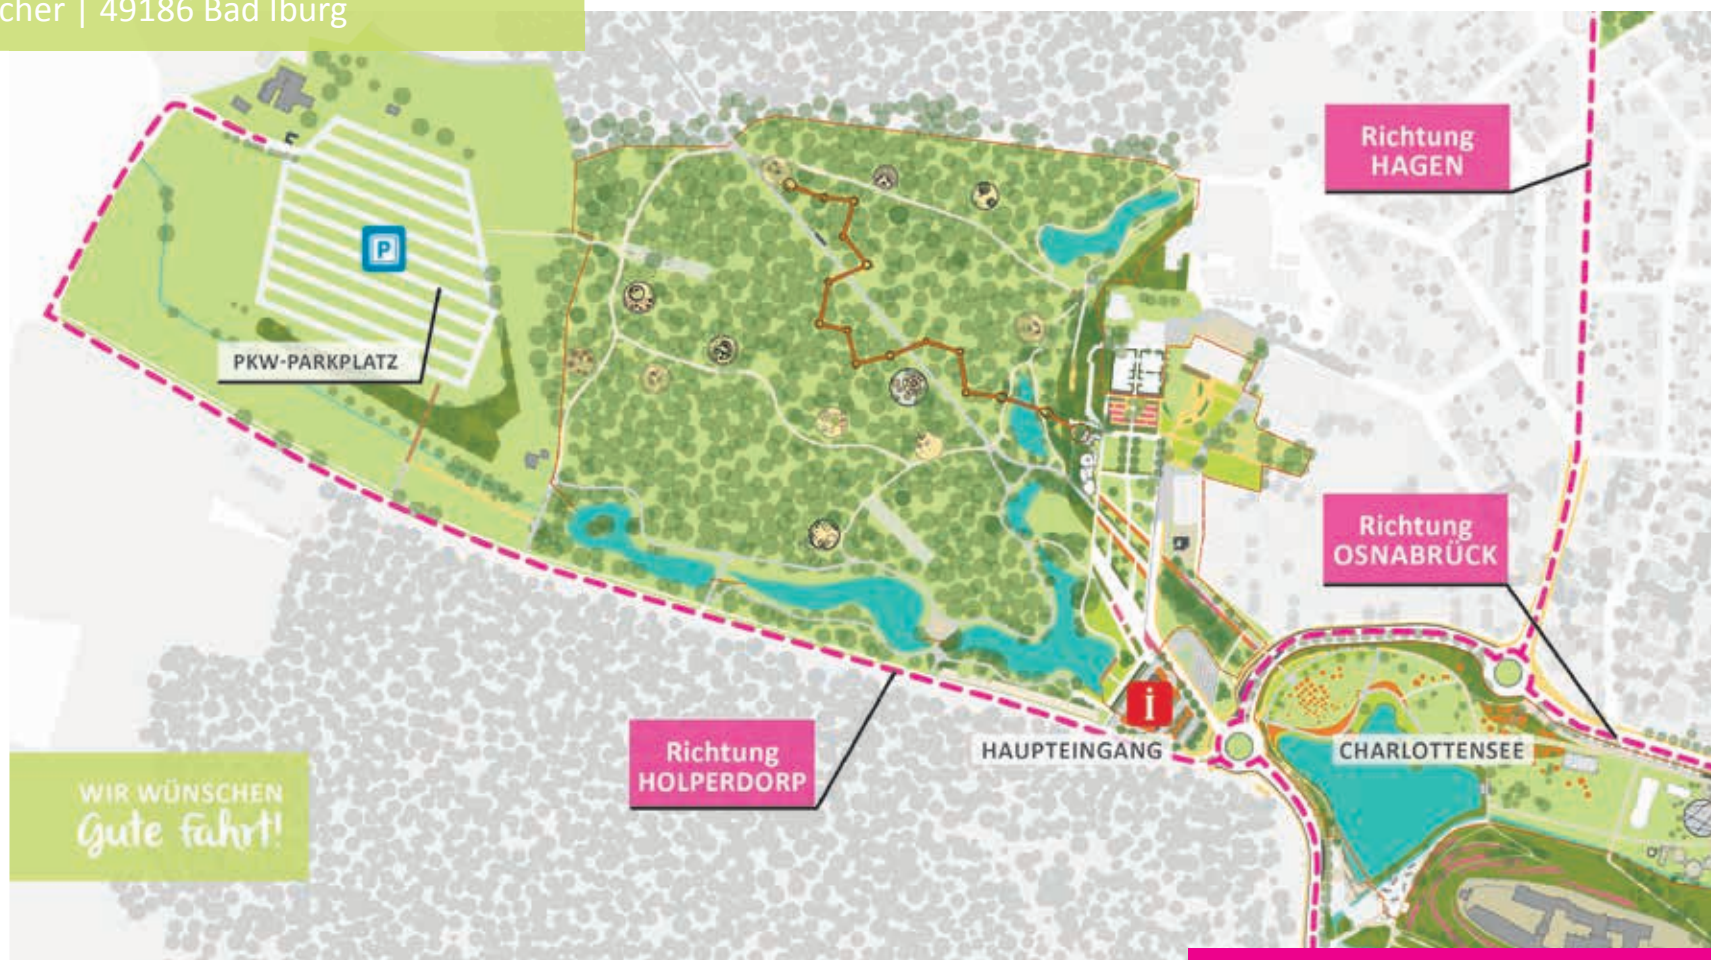 cher | 49186 Bad Iburg
Richtung
HAGEN
P
PKW-PARKPLATZ
Richtung
OSNABRÜCK
i
Richtung
HOLPERDORP
HAUPTEINGANG
CHARLOTTENSEE
WIR WÜNSCHEN
Gute Fahrt!